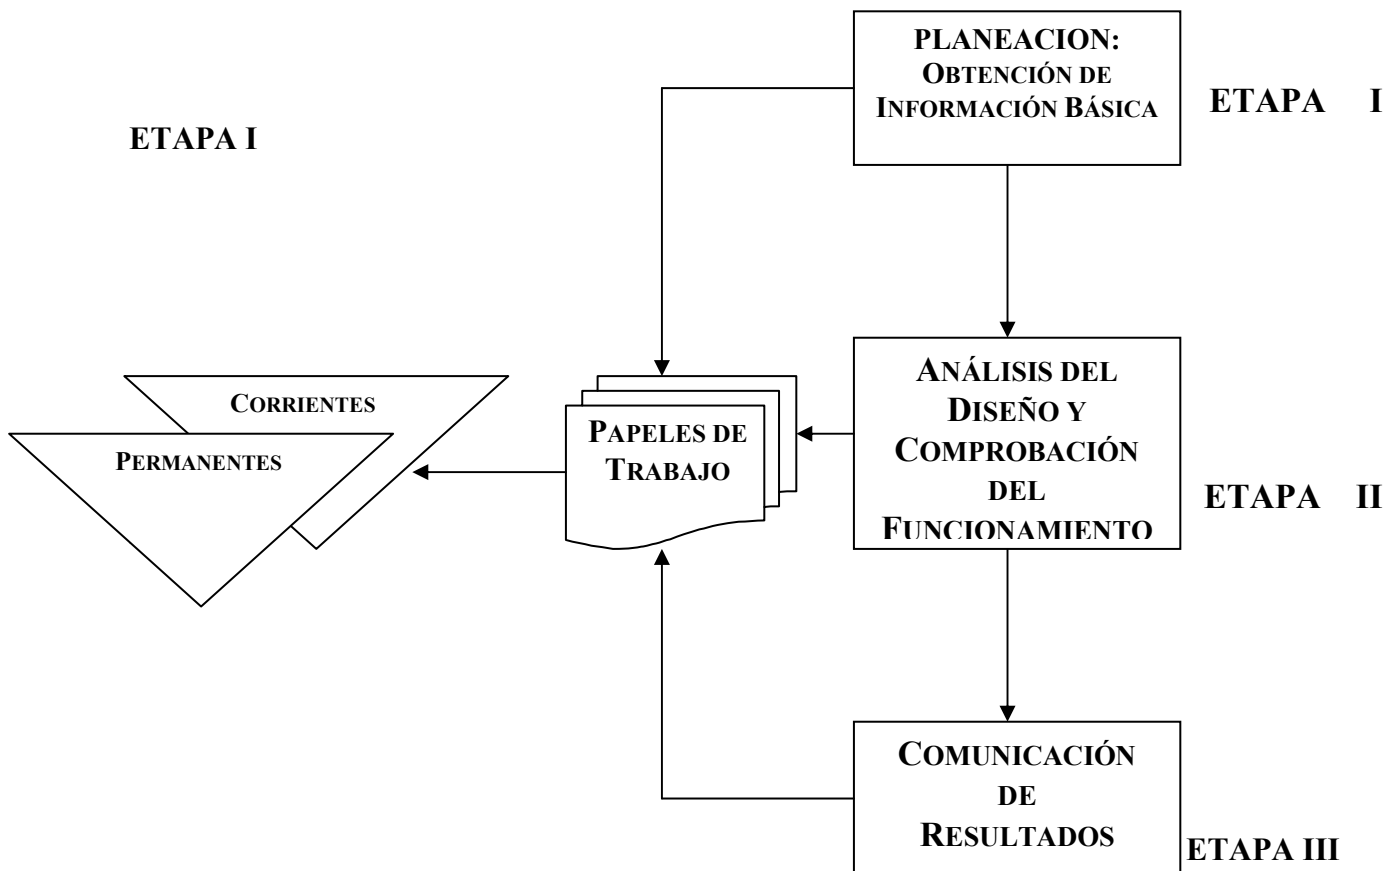 PLANEACION:
OBTENCIÓN DE
INFORMACIÓN BÁSICA
ETAPA I
ETAPA I
ANÁLISIS DEL
DISEÑO Y
COMPROBACIÓN
DEL
FUNCIONAMIENTO
CORRIENTES
PERMANENTES
PAPELES DE
TRABAJO
ETAPA II
COMUNICACIÓN
DE
RESULTADOS
ETAPA III